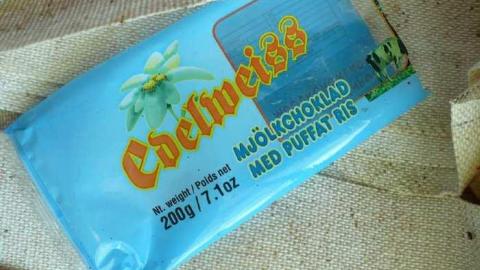 Edelweiss
MJÖLKCHOKLAD
MED PUFFAT RIS
Nt. weight / Poids net
200g / 7.1oz